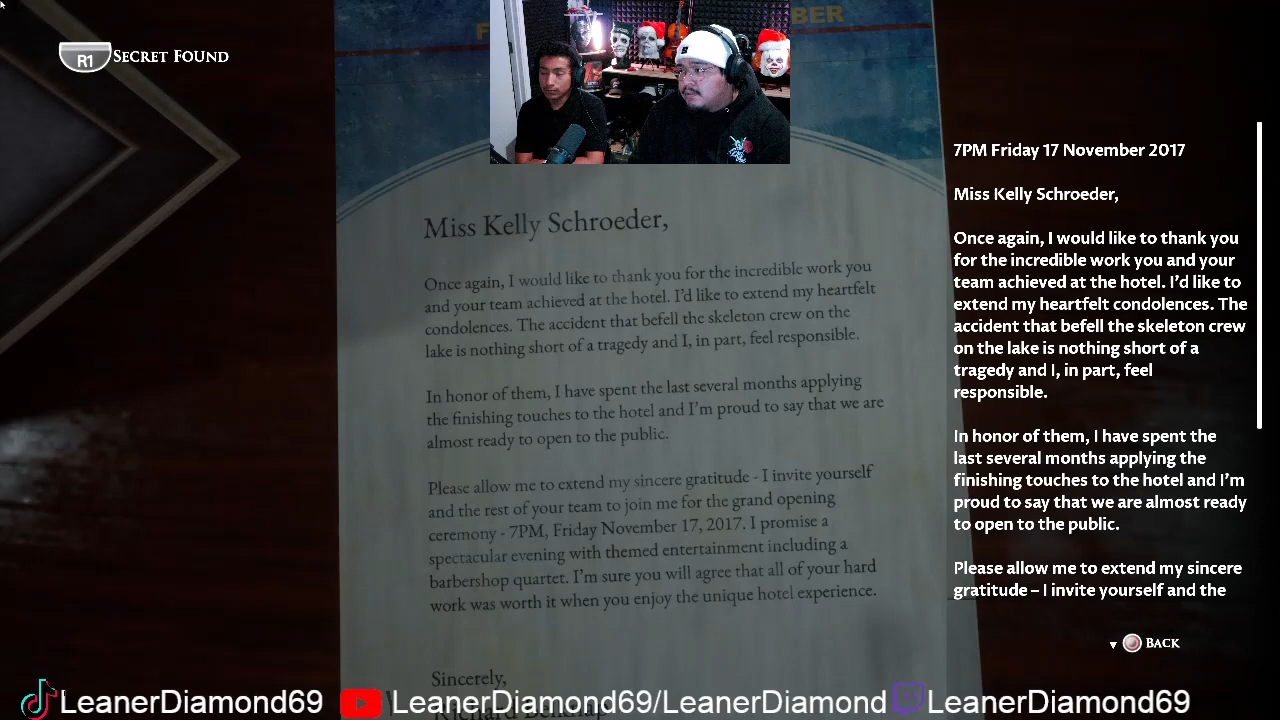 BER
R1 SECRET FOUND
Miss Kelly Schroeder,
Once again, I would like to thank you for the incredible work you
and your team achieved at the hotel. I'd like to extend my heartfelt
condolences. The accident that befell the skeleton crew on the
lake is nothing short of a tragedy and I, in part, feel responsible.
In honor of them, I have spent the last several months applying
the finishing touches to the hotel and I'm proud to say that we are
almost ready to open to the public.
Please allow me to extend my sincere gratitude - I invite yourself
and the rest of your team to join me for the grand opening
ceremony - 7PM, Friday November 17, 2017. I promise a
spectacular evening with themed entertainment including a
barbershop quartet. I'm sure you will agree that all of your hard
work was worth it when you enjoy the unique hotel experience.
Sincerely,
7PM Friday 17 November 2017
Miss Kelly Schroeder,
Once again, I would like to thank you
for the incredible work you and your
team achieved at the hotel. I'd like to
extend my heartfelt condolences. The
accident that befell the skeleton crew
on the lake is nothing short of a
tragedy and I, in part, feel
responsible.
In honor of them, I have spent the
last several months applying the
finishing touches to the hotel and I'm
proud to say that we are almost ready
to open to the public.
Please allow me to extend my sincere
gratitude – I invite yourself and the
BACK
LeanerDiamond69 LeanerDiamond69/LeanerDiamond LeanerDiamond69